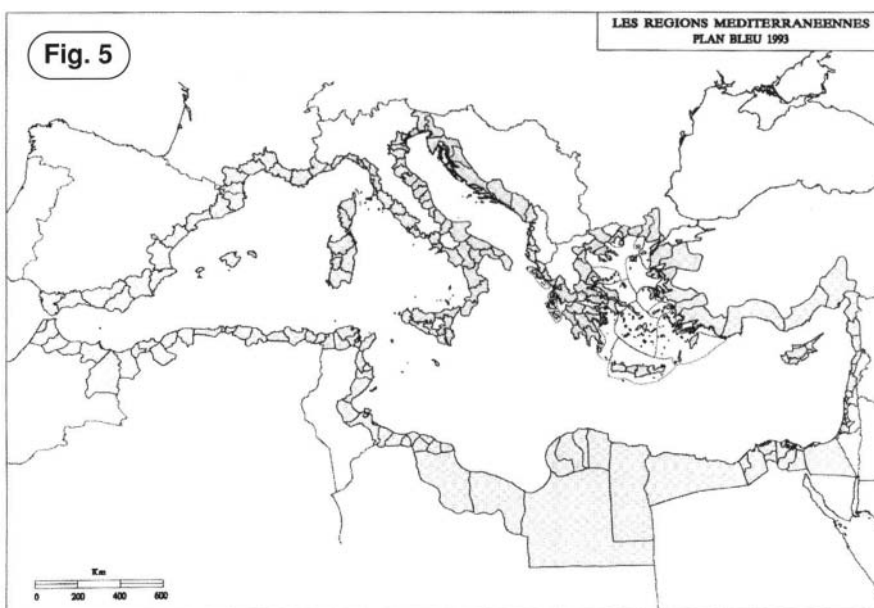 LES REGIONS MEDITERRANEENNES
PLAN BLEU 1993
Fig. 5
Km
0 200 400 600